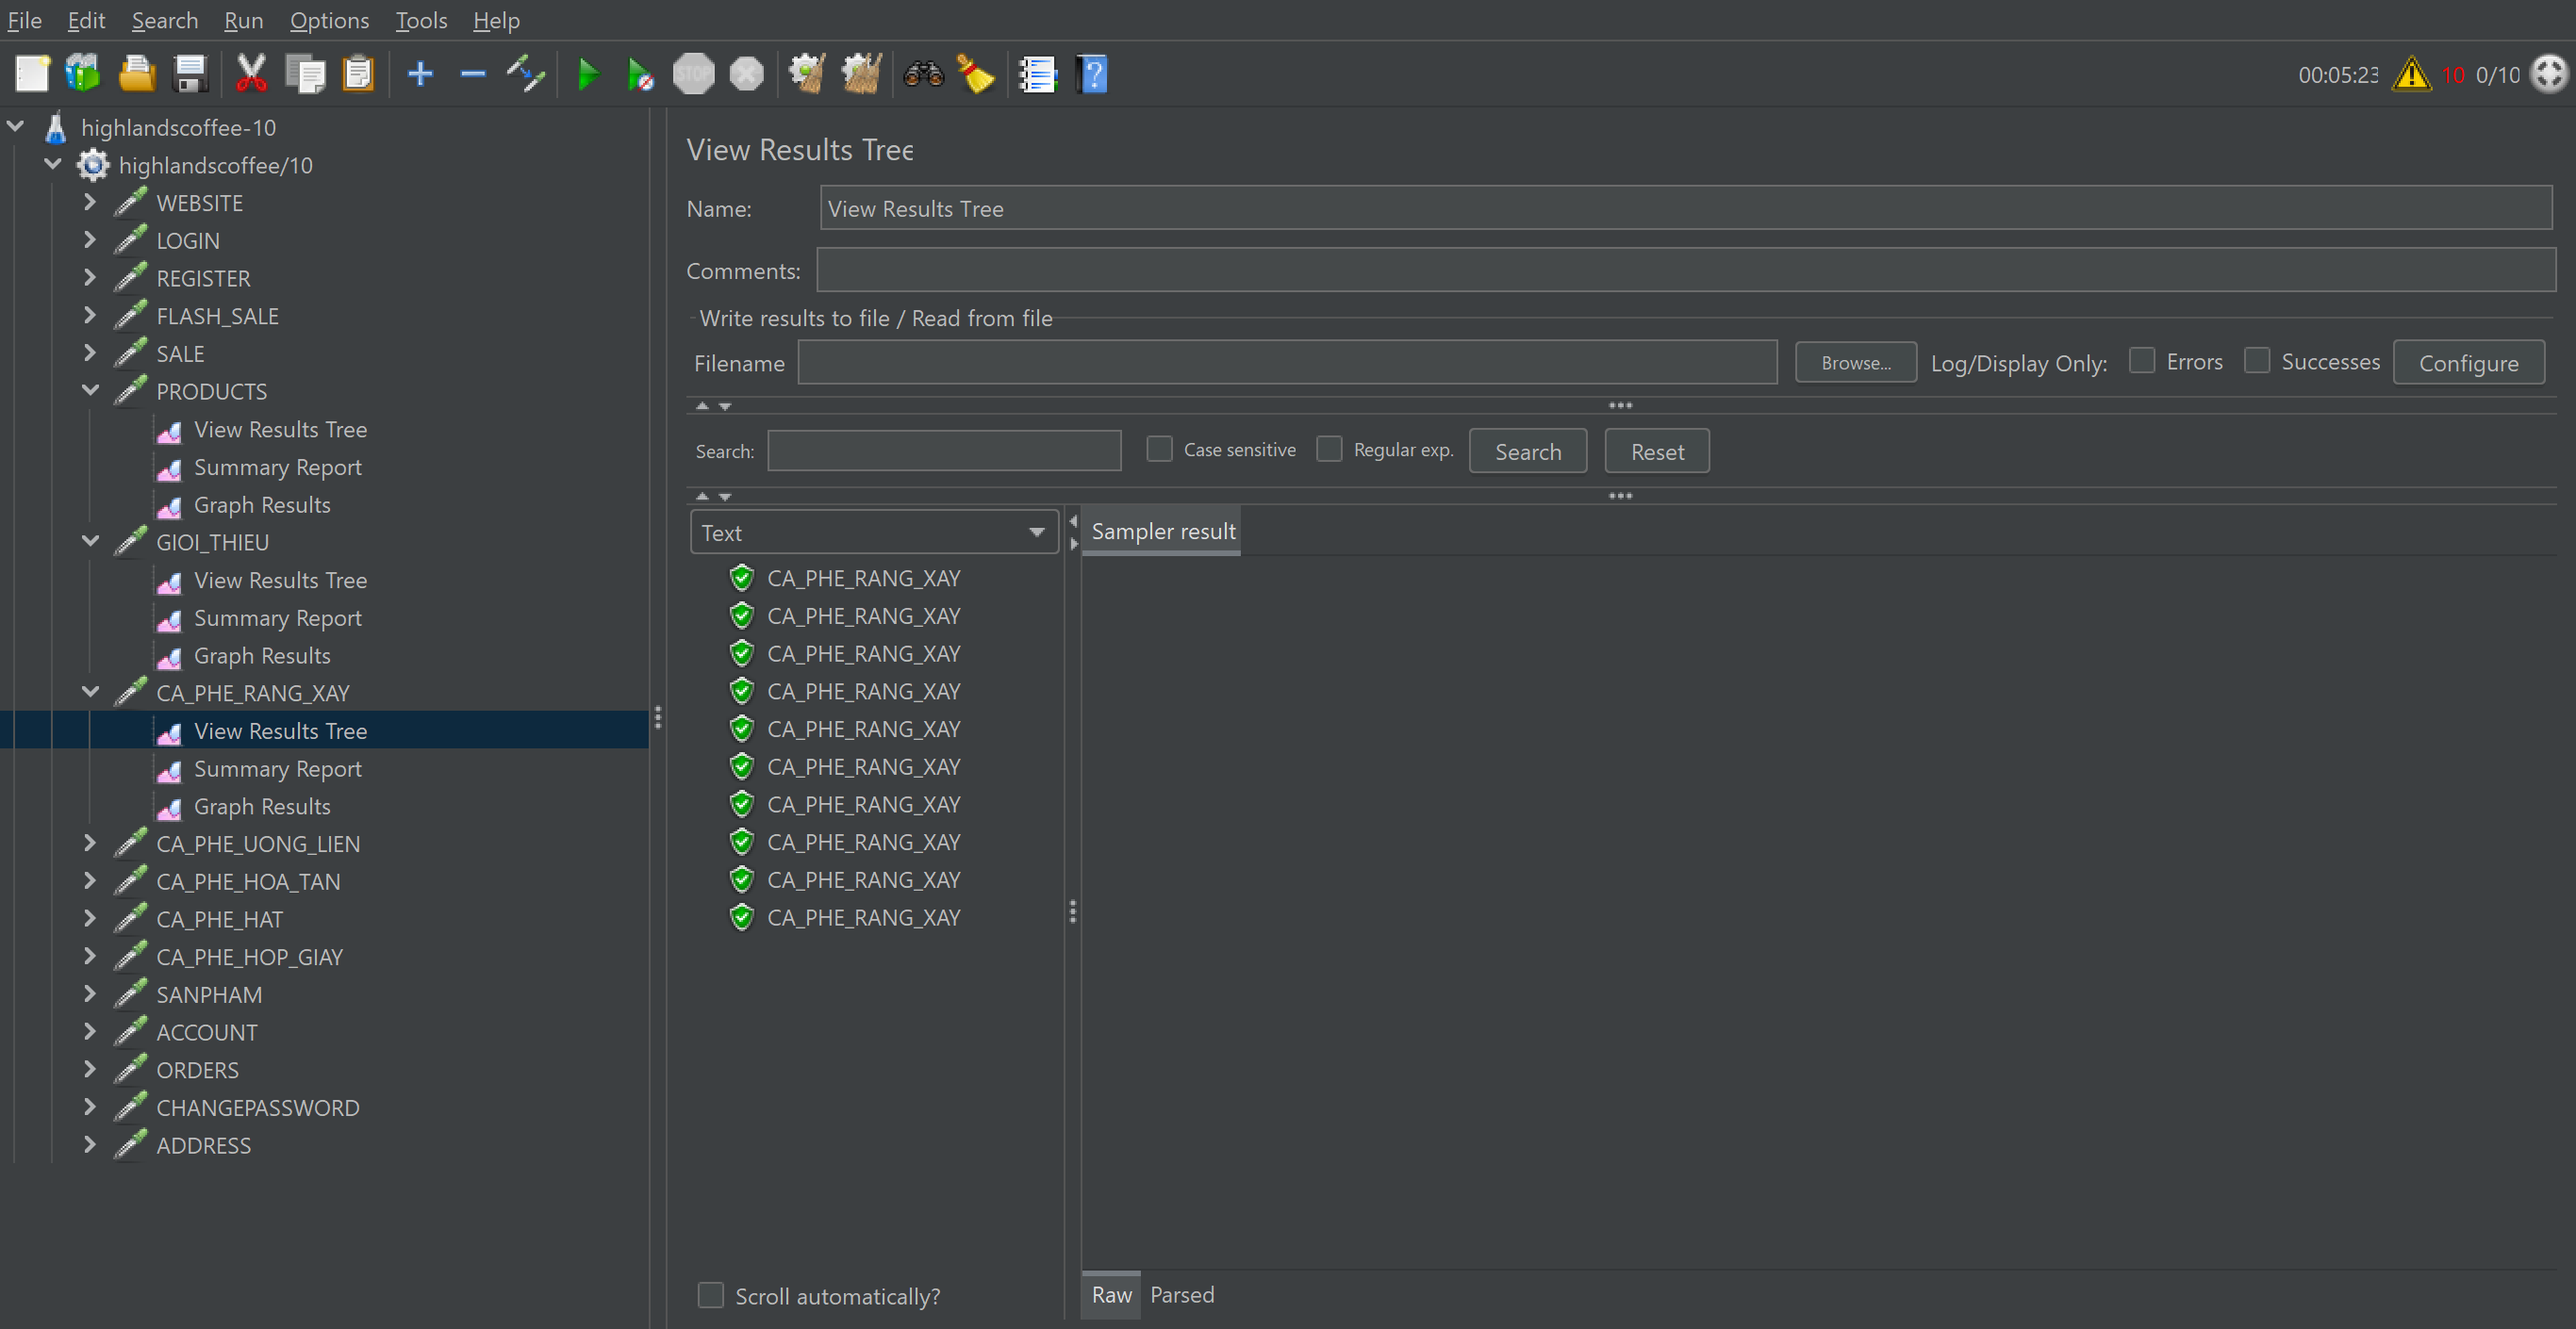 File Edit Search Run Options Tools Help
STOP
00:05:23 10 0/10
highlandscoffee-10
highlandscoffee/10
WEBSITE
LOGIN
REGISTER
FLASH_SALE
SALE
PRODUCTS
View Results Tree
Summary Report
Graph Results
GIOI_THIEU
View Results Tree
Summary Report
Graph Results
CA_PHE_RANG_XAY
View Results Tree
Summary Report
Graph Results
CA_PHE_UONG_LIEN
CA_PHE_HOA_TAN
CA_PHE_HAT
CA_PHE_HOP_GIAY
SANPHAM
ACCOUNT
ORDERS
CHANGEPASSWORD
ADDRESS
View Results Tree
Name: View Results Tree
Comments:
Write results to file / Read from file
Filename Browse... Log/Display Only: Errors Successes Configure
Search: Case sensitive Regular exp. Search Reset
Text
CA_PHE_RANG_XAY
CA_PHE_RANG_XAY
CA_PHE_RANG_XAY
CA_PHE_RANG_XAY
CA_PHE_RANG_XAY
CA_PHE_RANG_XAY
CA_PHE_RANG_XAY
CA_PHE_RANG_XAY
CA_PHE_RANG_XAY
CA_PHE_RANG_XAY
Scroll automatically?
Sampler result
Raw Parsed